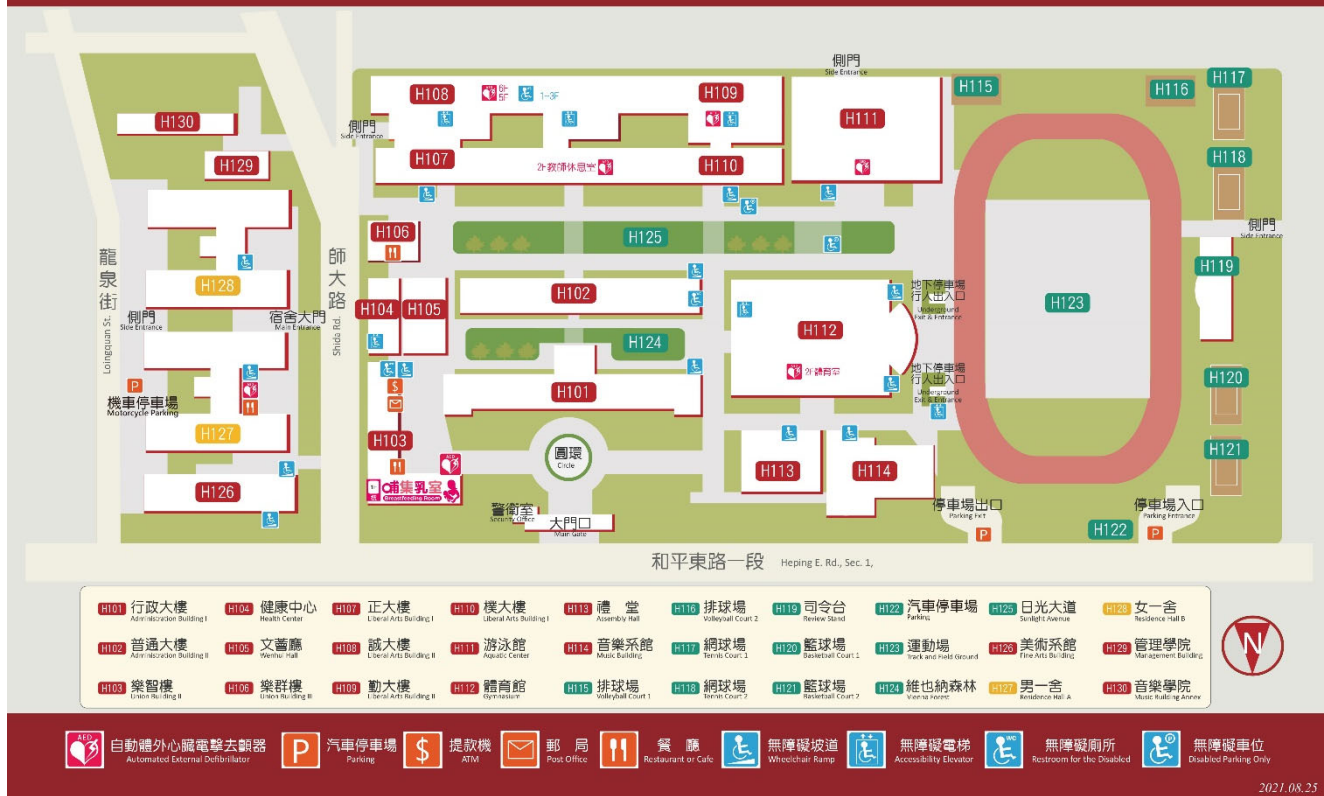 側門
Side Entrance
H130
H129
龍泉街
Loingquan St.
H128
側門
Side Entrance
宿舍大門
Main Entrance
師大路
Shida Rd.
P
機車停車場
Motorcycle Parking
H127
H126
側門
Side Entrance
H108
6F
5F
1~3F
H109
H107
2F教師休息室
H110
H111
H106
H125
H104
H105
H102
H124
H112
2F體育室
H101
$
H103
AED
哺集乳室
Breastfeeding Room
圓環
Circle
警衛室
Security Office
大門口
Main Gate
H113
H114
地下停車場
行人出入口
Underground
Exit & Entrance
地下停車場
行人出入口
Underground
Exit & Entrance
H115
H116
H117
H118
側門
Side Entrance
H119
H123
H120
H121
停車場出口
Parking Exit
P
H122
停車場入口
Parking Entrance
P
和平東路一段 Heping E. Rd., Sec. 1,
H101 行政大樓 Administration Building I
H104 健康中心 Health Center
H107 正大樓 Liberal Arts Building I
H110 樸大樓 Liberal Arts Building I
H113 禮 堂 Assembly Hall
H116 排球場 Volleyball Court 2
H119 司令台 Review Stand
H122 汽車停車場 Parking
H125 日光大道 Sunlight Avenue
H128 女一舍 Residence Hall B
H102 普通大樓 Administration Building II
H105 文薈廳 Wenhui Hall
H108 誠大樓 Liberal Arts Building II
H111 游泳館 Aquatic Center
H114 音樂系館 Music Building
H117 網球場 Tennis Court 1
H120 籃球場 Basketball Court 1
H123 運動場 Track and Field Ground
H126 美術系館 Fine Arts Building
H129 管理學院 Management Building
H103 樂智樓 Union Building II
H106 樂群樓 Union Building III
H109 勤大樓 Liberal Arts Building II
H112 體育館 Gymnasium
H115 排球場 Volleyball Court 1
H118 網球場 Tennis Court 2
H121 籃球場 Basketball Court 2
H124 維也納森林 Vienna Forest
H127 男一舍 Residence Hall A
H130 音樂學院 Music Building Annex
N
AED 自動體外心臟電擊去顫器 Automated External Defibrillator
P 汽車停車場 Parking
$ 提款機 ATM
郵 局 Post Office
餐 廳 Restaurant or Cafe
無障礙坡道 Wheelchair Ramp
無障礙電梯 Accessibility Elevator
WC 無障礙廁所 Restroom for the Disabled
P 無障礙車位 Disabled Parking Only
2021.08.25